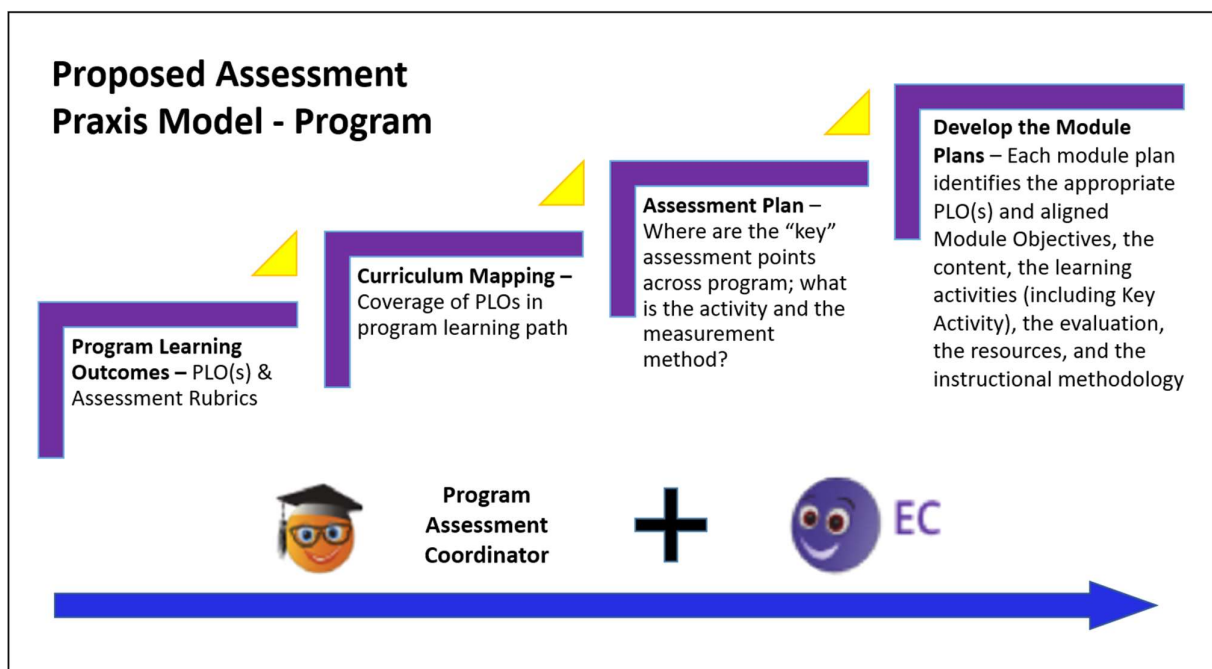 Proposed Assessment
Praxis Model - Program
Program Learning
Outcomes – PLO(s) &
Assessment Rubrics
Curriculum Mapping –
Coverage of PLOs in
program learning path
Assessment Plan –
Where are the “key”
assessment points
across program; what
is the activity and the
measurement
method?
Develop the Module
Plans – Each module plan
identifies the appropriate
PLO(s) and aligned
Module Objectives, the
content, the learning
activities (including Key
Activity), the evaluation,
the resources, and the
instructional methodology
Program
Assessment
Coordinator
EC